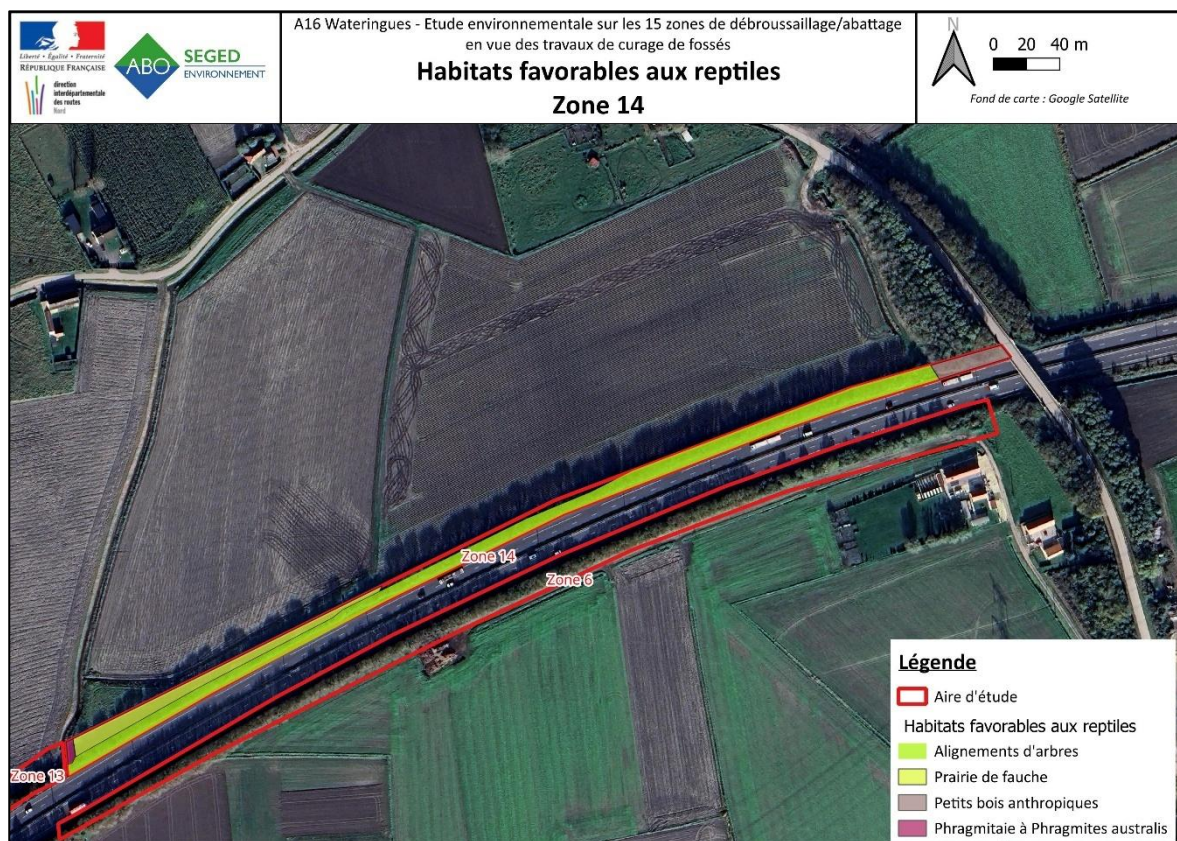 Liberté • Égalité • Fraternité
RÉPUBLIQUE FRANÇAISE
direction
interdépartementale
des routes
Nord
ABO
SEGED
ENVIRONNEMENT
A16 Wateringues - Etude environnementale sur les 15 zones de débroussaillage/abattage
en vue des travaux de curage de fossés
Habitats favorables aux reptiles
Zone 14
N
0 20 40 m
Fond de carte : Google Satellite
Zone 14
Zone 6
Zone 13
Légende
Aire d'étude
Habitats favorables aux reptiles
Alignements d'arbres
Prairie de fauche
Petits bois anthropiques
Phragmitaie à Phragmites australis